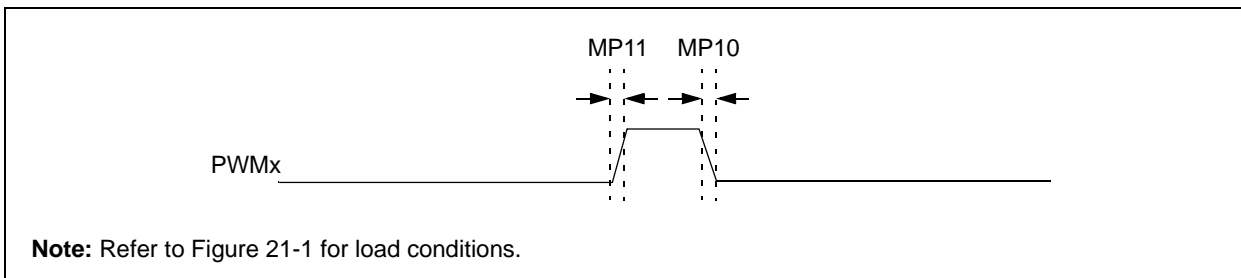 MP11 MP10
PWMx
Note: Refer to Figure 21-1 for load conditions.